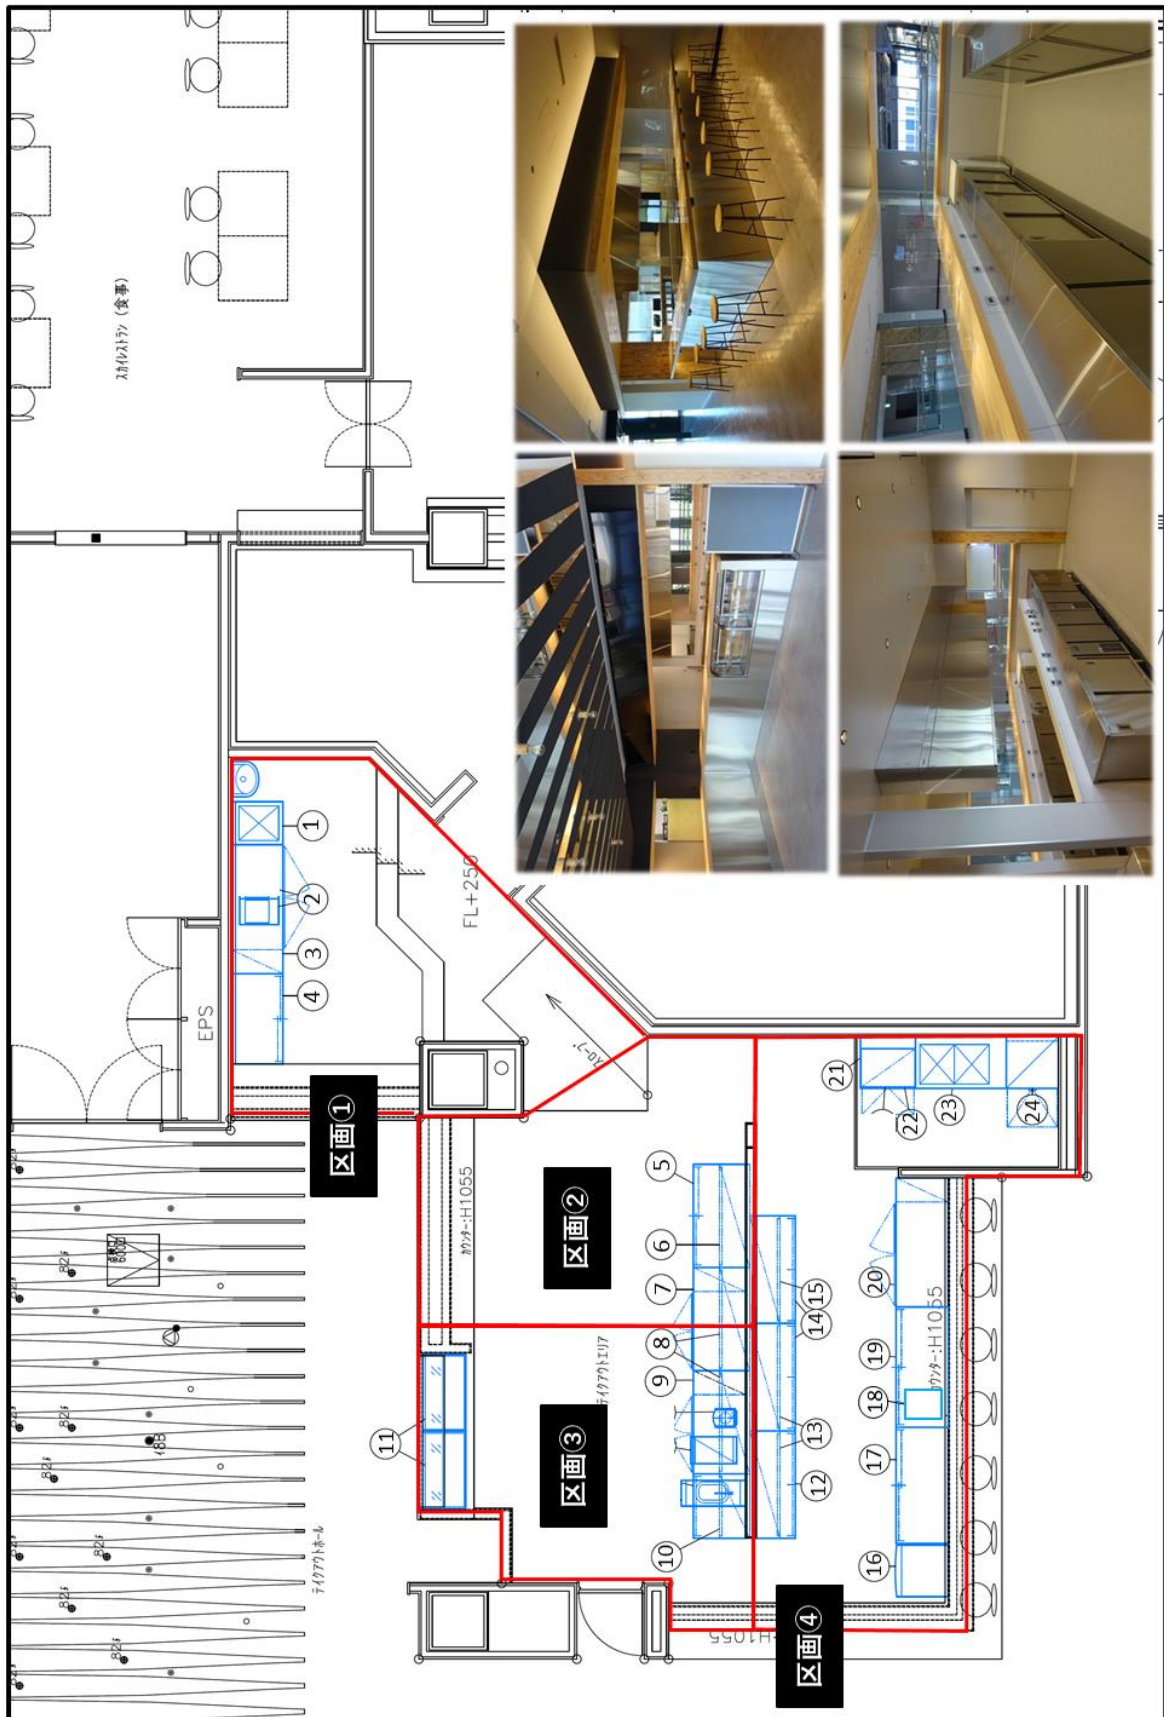 スカイレストラン（食事）
EPS
FL+250
スロープ
区画①
①
②
③
④
カウンター:H1055
区画②
⑤
⑥
⑦
⑧
⑨
⑩
⑪
区画③
テイクアウトエリア
テイクアウトホール
区画④
H1055
⑫
⑬
⑭
⑮
⑯
⑰
⑱
⑲
⑳
カウンター:H1055
㉑
㉒
㉓
㉔